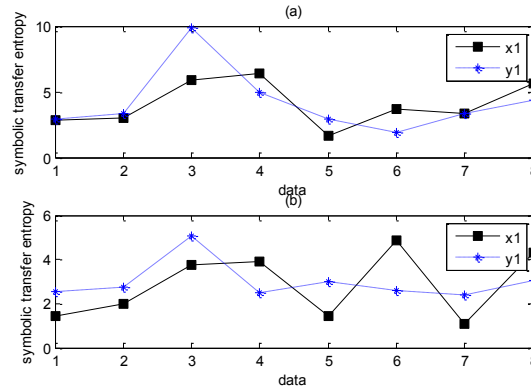 (a)
10
5
0
symbolic transfer entropy
x1
y1
1 2 3 4 5 6 7 8
data
(b)
6
4
2
0
symbolic transfer entropy
x1
y1
1 2 3 4 5 6 7 8
data